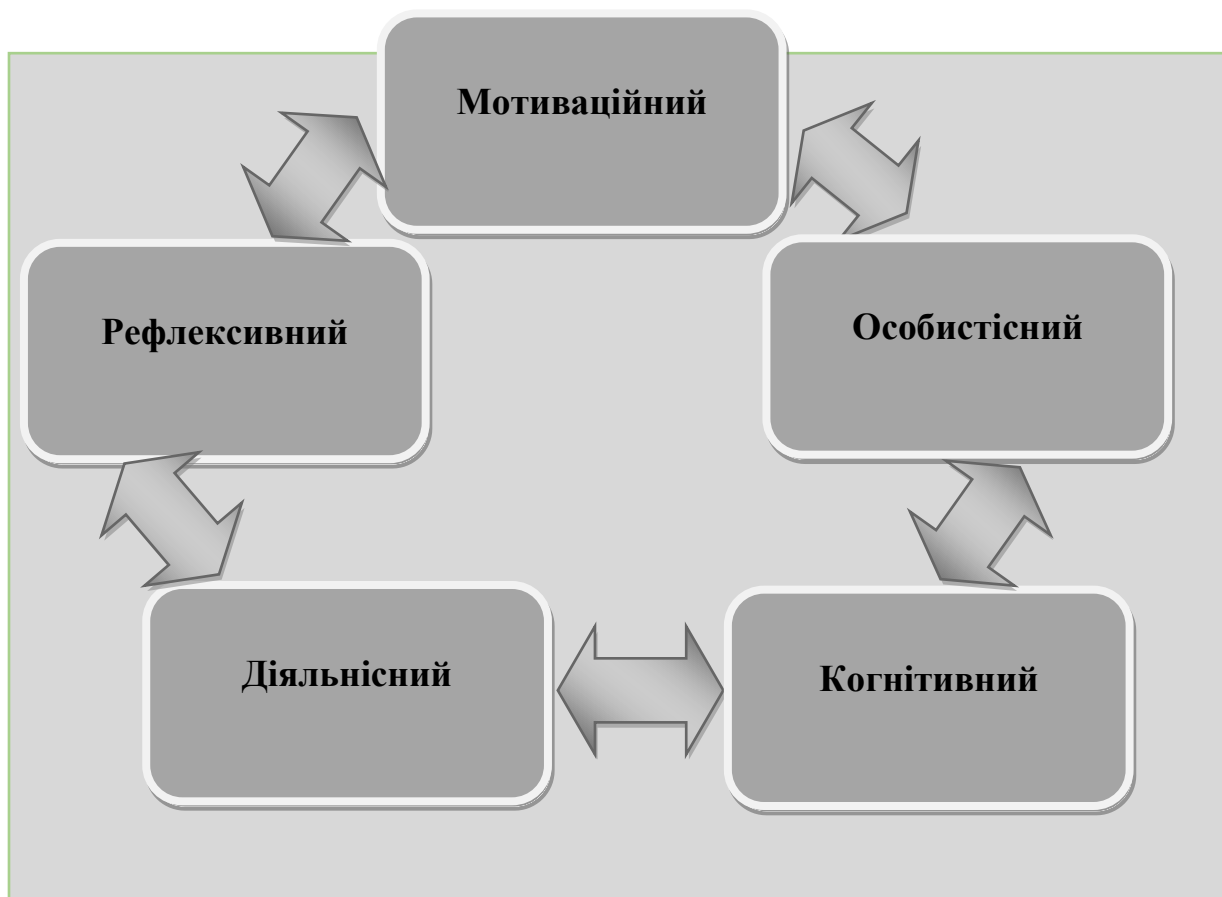 Мотиваційний
Рефлексивний
Особистісний
Діяльнісний
Когнітивний